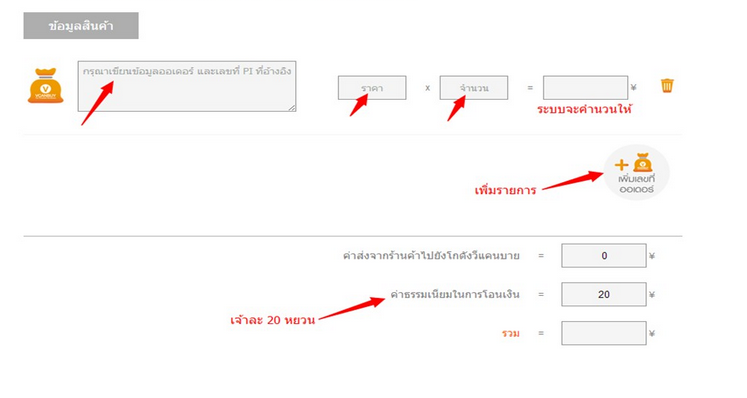 ข้อมูลสินค้า
กรุณาเขียนข้อมูลออเดอร์ และเลขที่ PI ที่อ้างอิง
ราคา x จำนวน = ¥
ระบบจะคำนวนให้
เพิ่มรายการ
เพิ่มเลขที่
ออเดอร์
ค่าส่งจากร้านค้าไปยังโกดังวีแคนบาย = 0 ¥
ค่าธรรมเนียมในการโอนเงิน = 20 ¥
เจ้าละ 20 หยวน
รวม = ¥